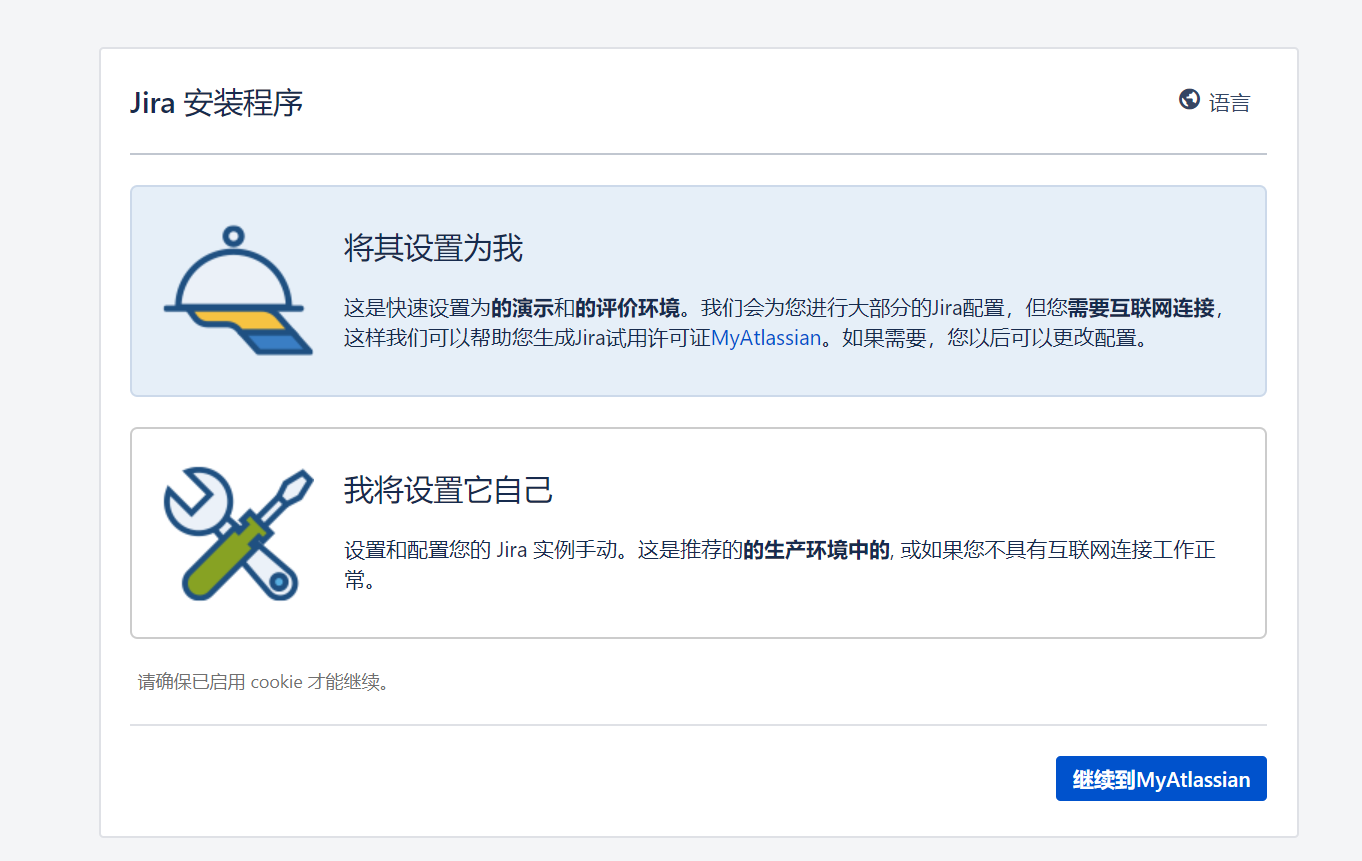 Jira 安装程序
语言
将其设置为我
这是快速设置为的演示和的评价环境。我们会为您进行大部分的Jira配置，但您需要互联网连接，
这样我们可以帮助您生成Jira试用许可证MyAtlassian。如果需要，您以后可以更改配置。
我将设置它自己
设置和配置您的 Jira 实例手动。这是推荐的的生产环境中的, 或如果您不具有互联网连接工作正
常。
请确保已启用 cookie 才能继续。
继续到MyAtlassian